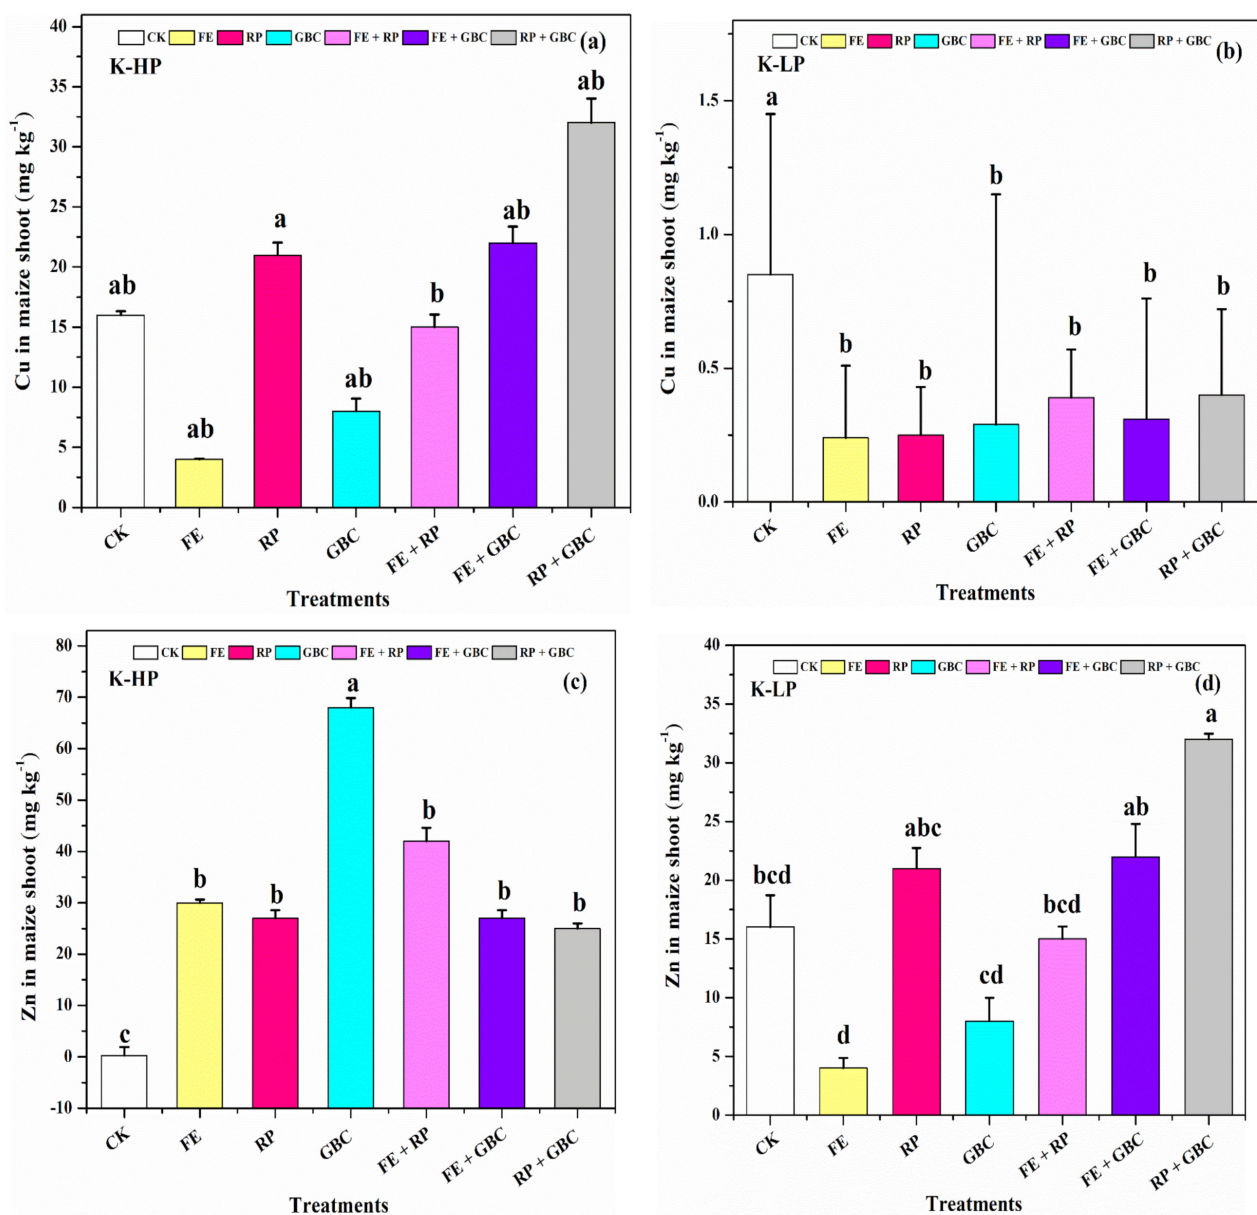 CK FE RP GBC FE + RP FE + GBC RP + GBC
(a)
K-HP
Cu in maize shoot (mg kg⁻¹)
40
35
30
25
20
15
10
5
0
ab
ab
a
ab
b
ab
ab
CK FE RP GBC FE + RP FE + GBC RP + GBC
Treatments
CK FE RP GBC FE + RP FE + GBC RP + GBC
(b)
K-LP
Cu in maize shoot (mg kg⁻¹)
1.5
1.0
0.5
0.0
a
b
b
b
b
b
b
CK FE RP GBC FE + RP FE + GBC RP + GBC
Treatments
CK FE RP GBC FE + RP FE + GBC RP + GBC
(c)
K-HP
Zn in maize shoot (mg kg⁻¹)
80
70
60
50
40
30
20
10
0
-10
c
b
b
a
b
b
b
CK FE RP GBC FE + RP FE + GBC RP + GBC
Treatments
CK FE RP GBC FE + RP FE + GBC RP + GBC
(d)
K-LP
Zn in maize shoot (mg kg⁻¹)
40
35
30
25
20
15
10
5
0
bcd
d
abc
cd
bcd
ab
a
CK FE RP GBC FE + RP FE + GBC RP + GBC
Treatments